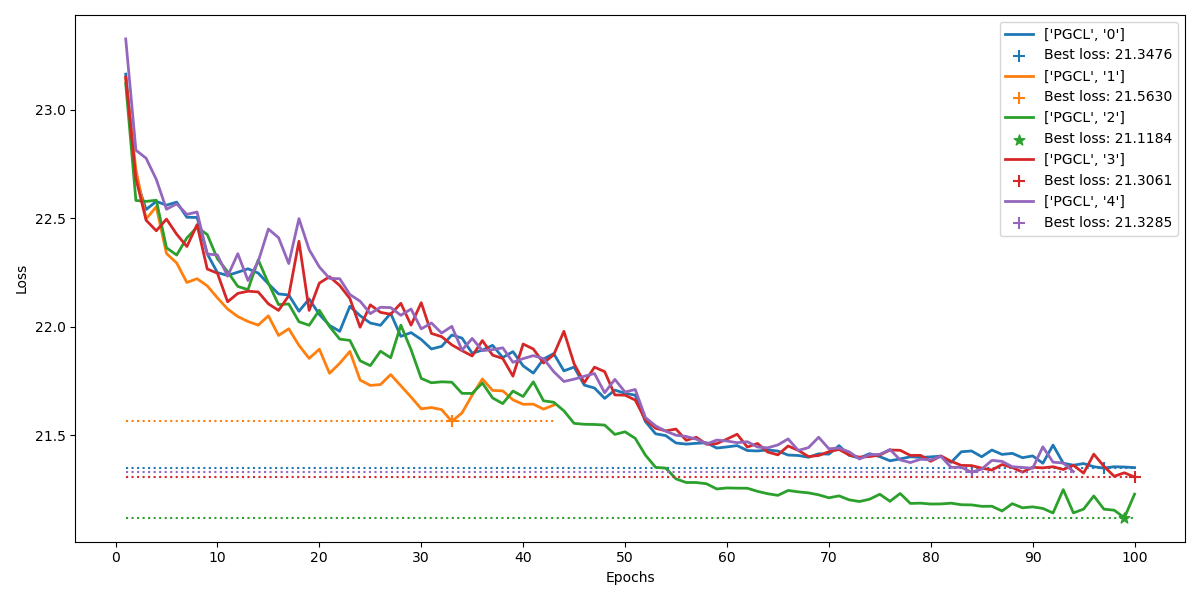 ['PGCL', '0']
Best loss: 21.3476
['PGCL', '1']
Best loss: 21.5630
['PGCL', '2']
Best loss: 21.1184
['PGCL', '3']
Best loss: 21.3061
['PGCL', '4']
Best loss: 21.3285
23.0
22.5
22.0
21.5
Loss
0 10 20 30 40 50 60 70 80 90 100
Epochs